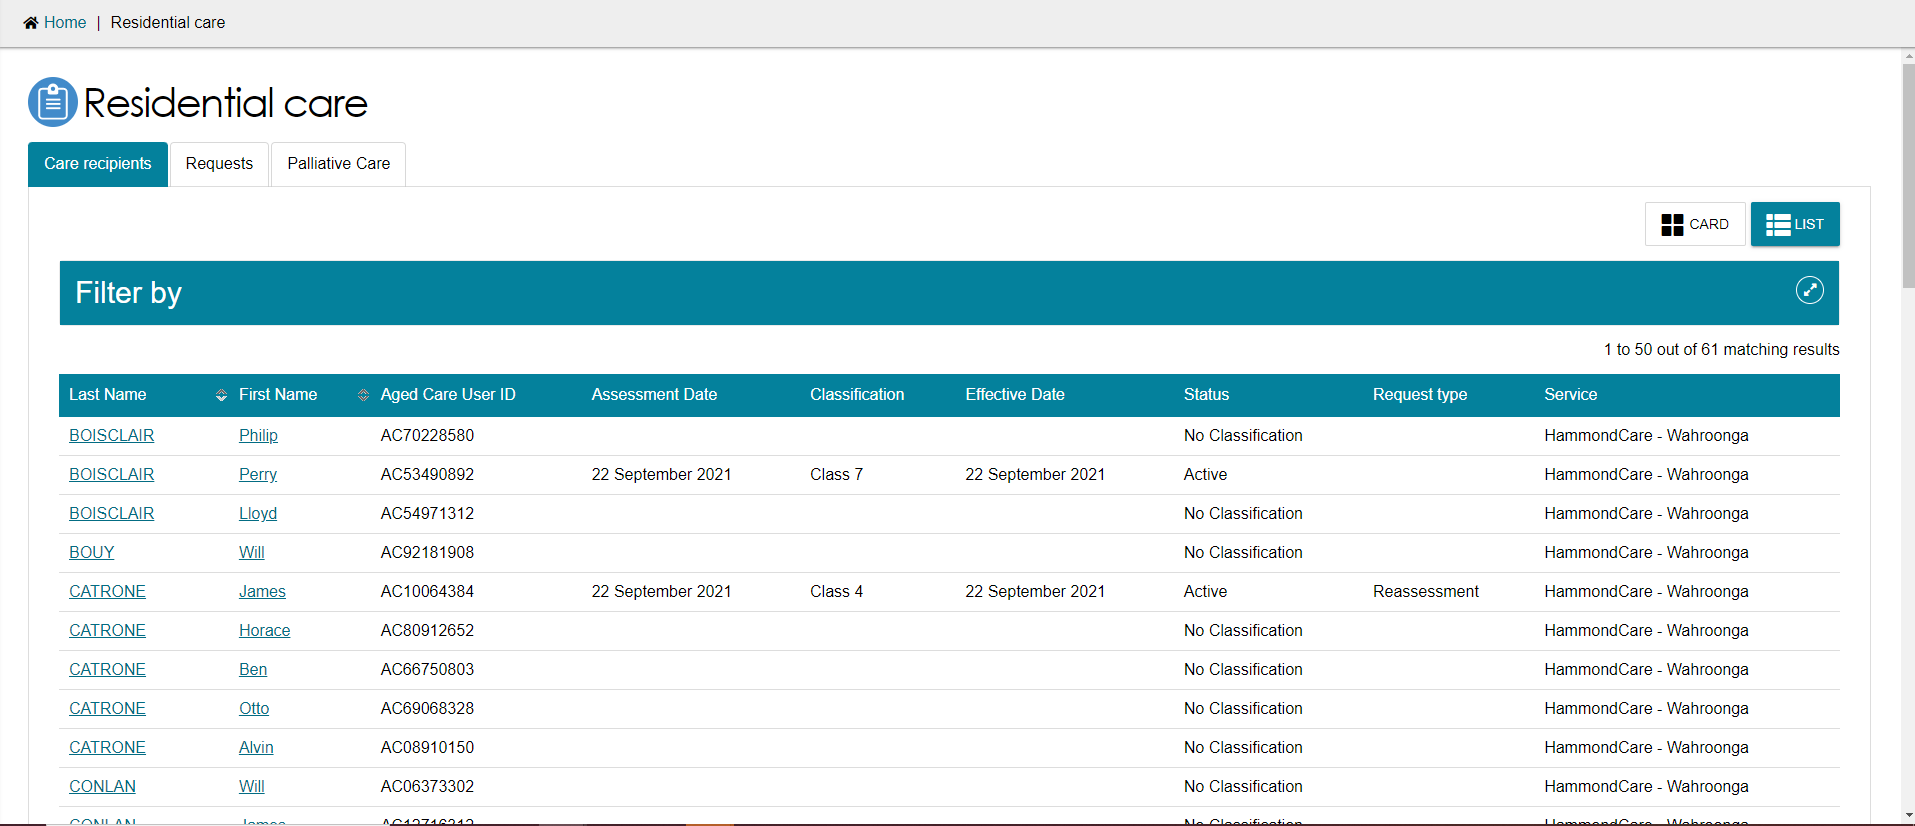 Home | Residential care
Residential care
Care recipients Requests Palliative Care
CARD LIST
Filter by
1 to 50 out of 61 matching results
Last Name First Name Aged Care User ID Assessment Date Classification Effective Date Status Request type Service
BOISCLAIR Philip AC70228580 No Classification HammondCare - Wahroonga
BOISCLAIR Perry AC53490892 22 September 2021 Class 7 22 September 2021 Active HammondCare - Wahroonga
BOISCLAIR Lloyd AC54971312 No Classification HammondCare - Wahroonga
BOUY Will AC92181908 No Classification HammondCare - Wahroonga
CATRONE James AC10064384 22 September 2021 Class 4 22 September 2021 Active Reassessment HammondCare - Wahroonga
CATRONE Horace AC80912652 No Classification HammondCare - Wahroonga
CATRONE Ben AC66750803 No Classification HammondCare - Wahroonga
CATRONE Otto AC69068328 No Classification HammondCare - Wahroonga
CATRONE Alvin AC08910150 No Classification HammondCare - Wahroonga
CONLAN Will AC06373302 No Classification HammondCare - Wahroonga
CONLAN James No Classification HammondCare - Wahroonga